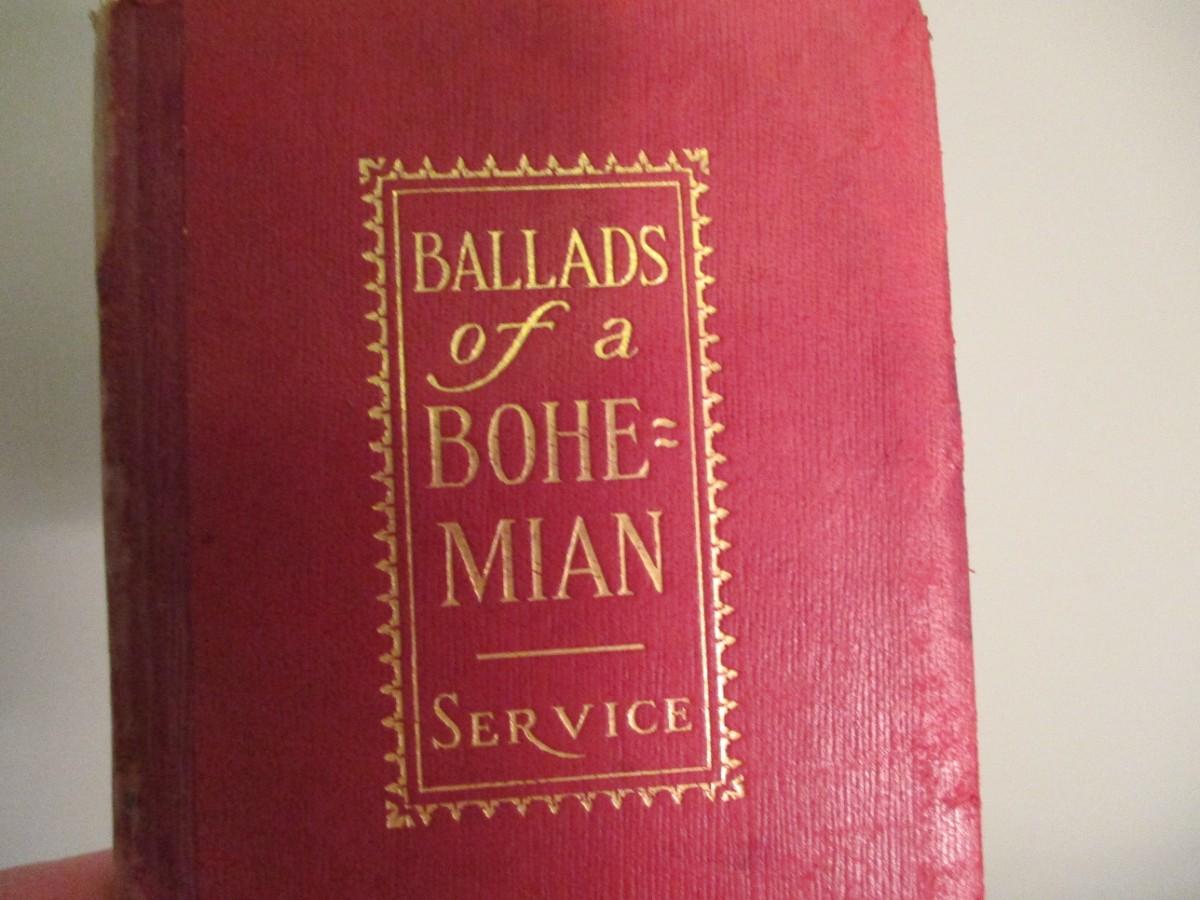 BALLADS
of a
BOHE=
MIAN
SERVICE